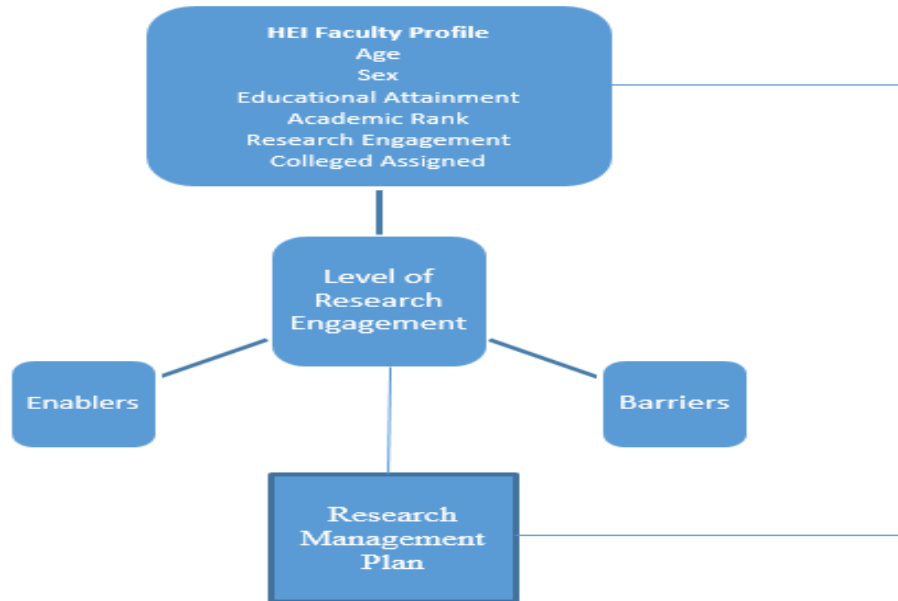 HEI Faculty Profile
Age
Sex
Educational Attainment
Academic Rank
Research Engagement
Colleged Assigned
Level of
Research
Engagement
Enablers
Barriers
Research
Management
Plan